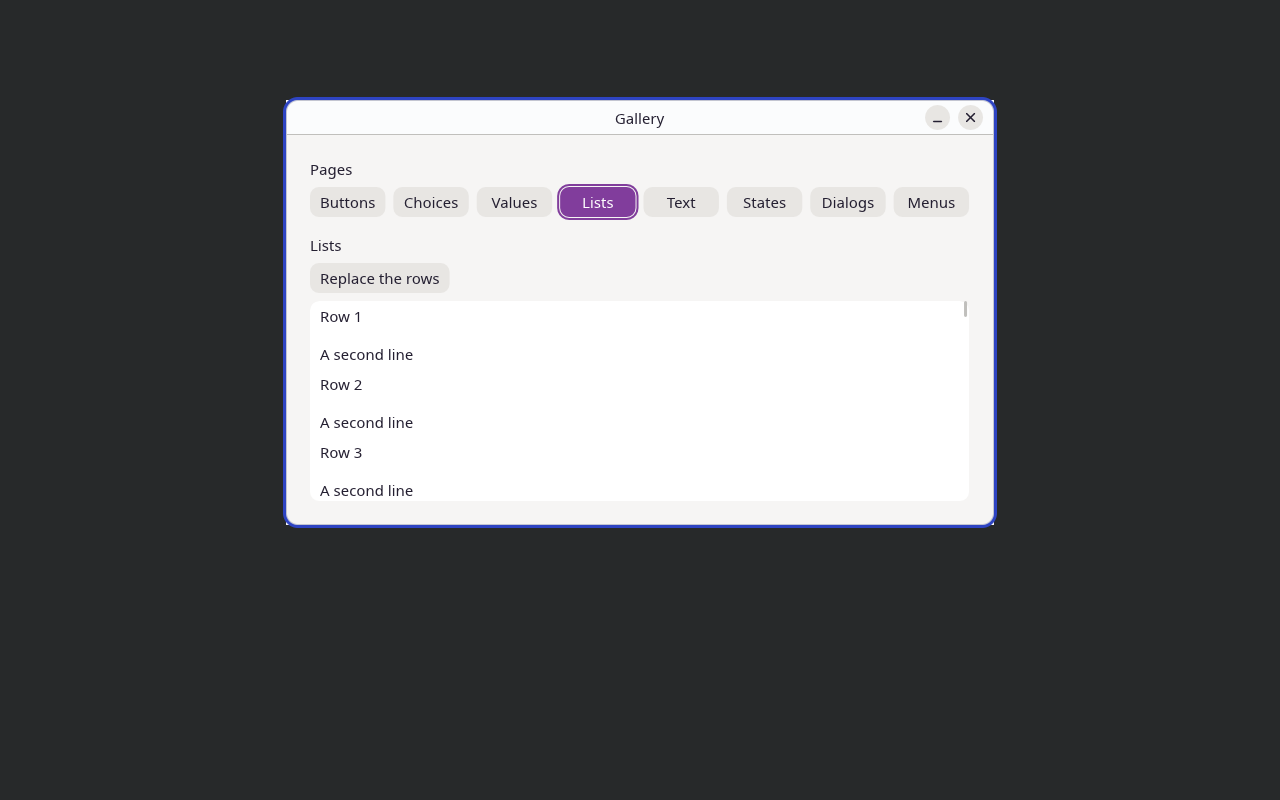 Gallery
Pages
Buttons Choices Values Lists Text States Dialogs Menus
Lists
Replace the rows
Row 1
A second line
Row 2
A second line
Row 3
A second line